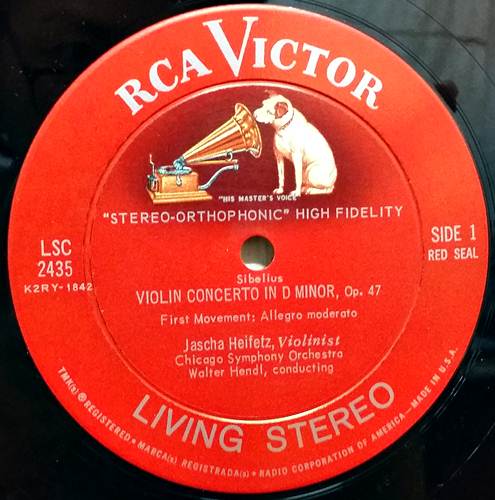 RCA VICTOR
"HIS MASTER'S VOICE"
"STEREO-ORTHOPHONIC" HIGH FIDELITY
LSC
2435
K2RY-1842
SIDE 1
RED SEAL
Sibelius
VIOLIN CONCERTO IN D MINOR, Op. 47
First Movement: Allegro moderato
Jascha Heifetz, Violinist
Chicago Symphony Orchestra
Walter Hendl, conducting
LIVING STEREO
TMK(s) ® REGISTERED • MARCA(s) REGISTRADA(s) • RADIO CORPORATION OF AMERICA—MADE IN U.S.A.